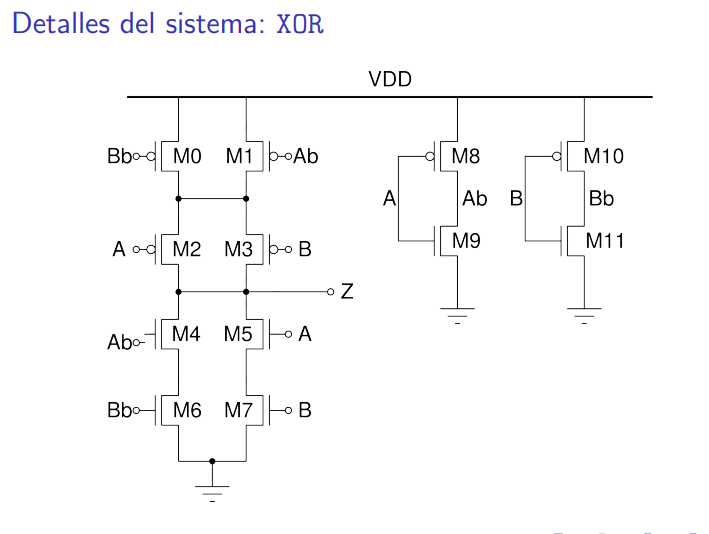 Detalles del sistema: XOR
VDD
Bb M0 M1 Ab M8 M10
A Ab B Bb
A M2 M3 B M9 M11
Z
Ab M4 M5 A
Bb M6 M7 B